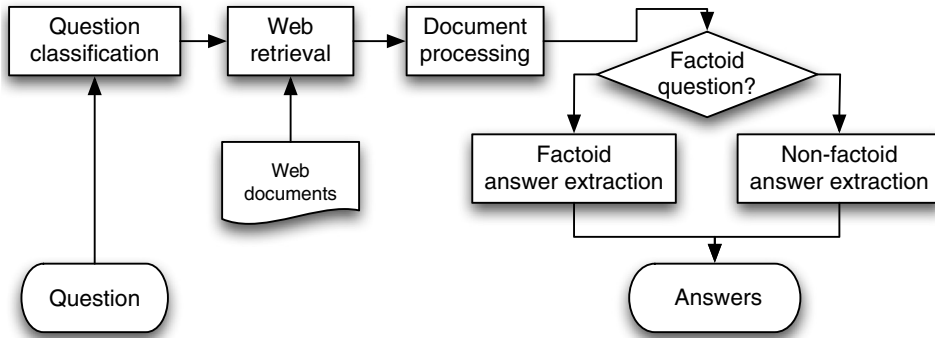 Question
classification
Web
retrieval
Document
processing
Factoid
question?
Web
documents
Factoid
answer extraction
Non-factoid
answer extraction
Question
Answers